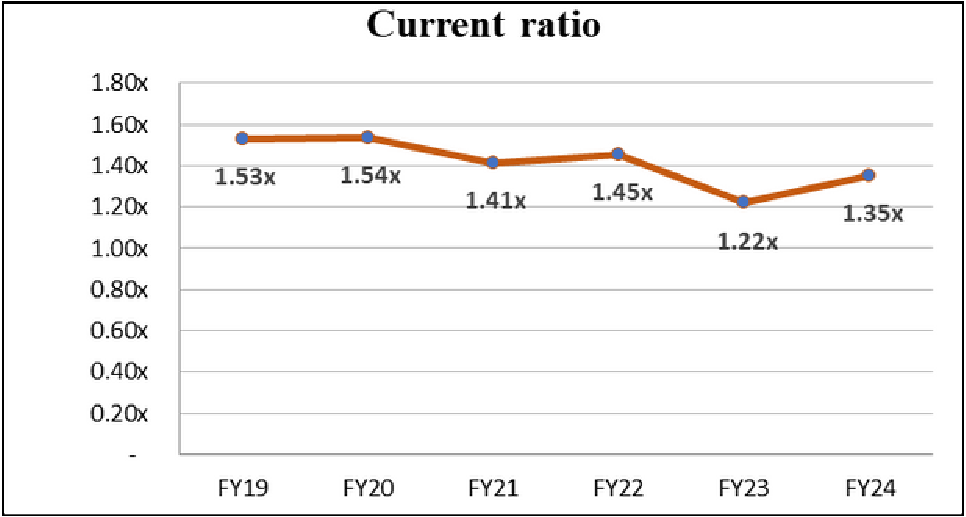 Current ratio
1.80x
1.60x
1.40x
1.20x
1.00x
0.80x
0.60x
0.40x
0.20x
-
1.53x
1.54x
1.41x
1.45x
1.22x
1.35x
FY19 FY20 FY21 FY22 FY23 FY24